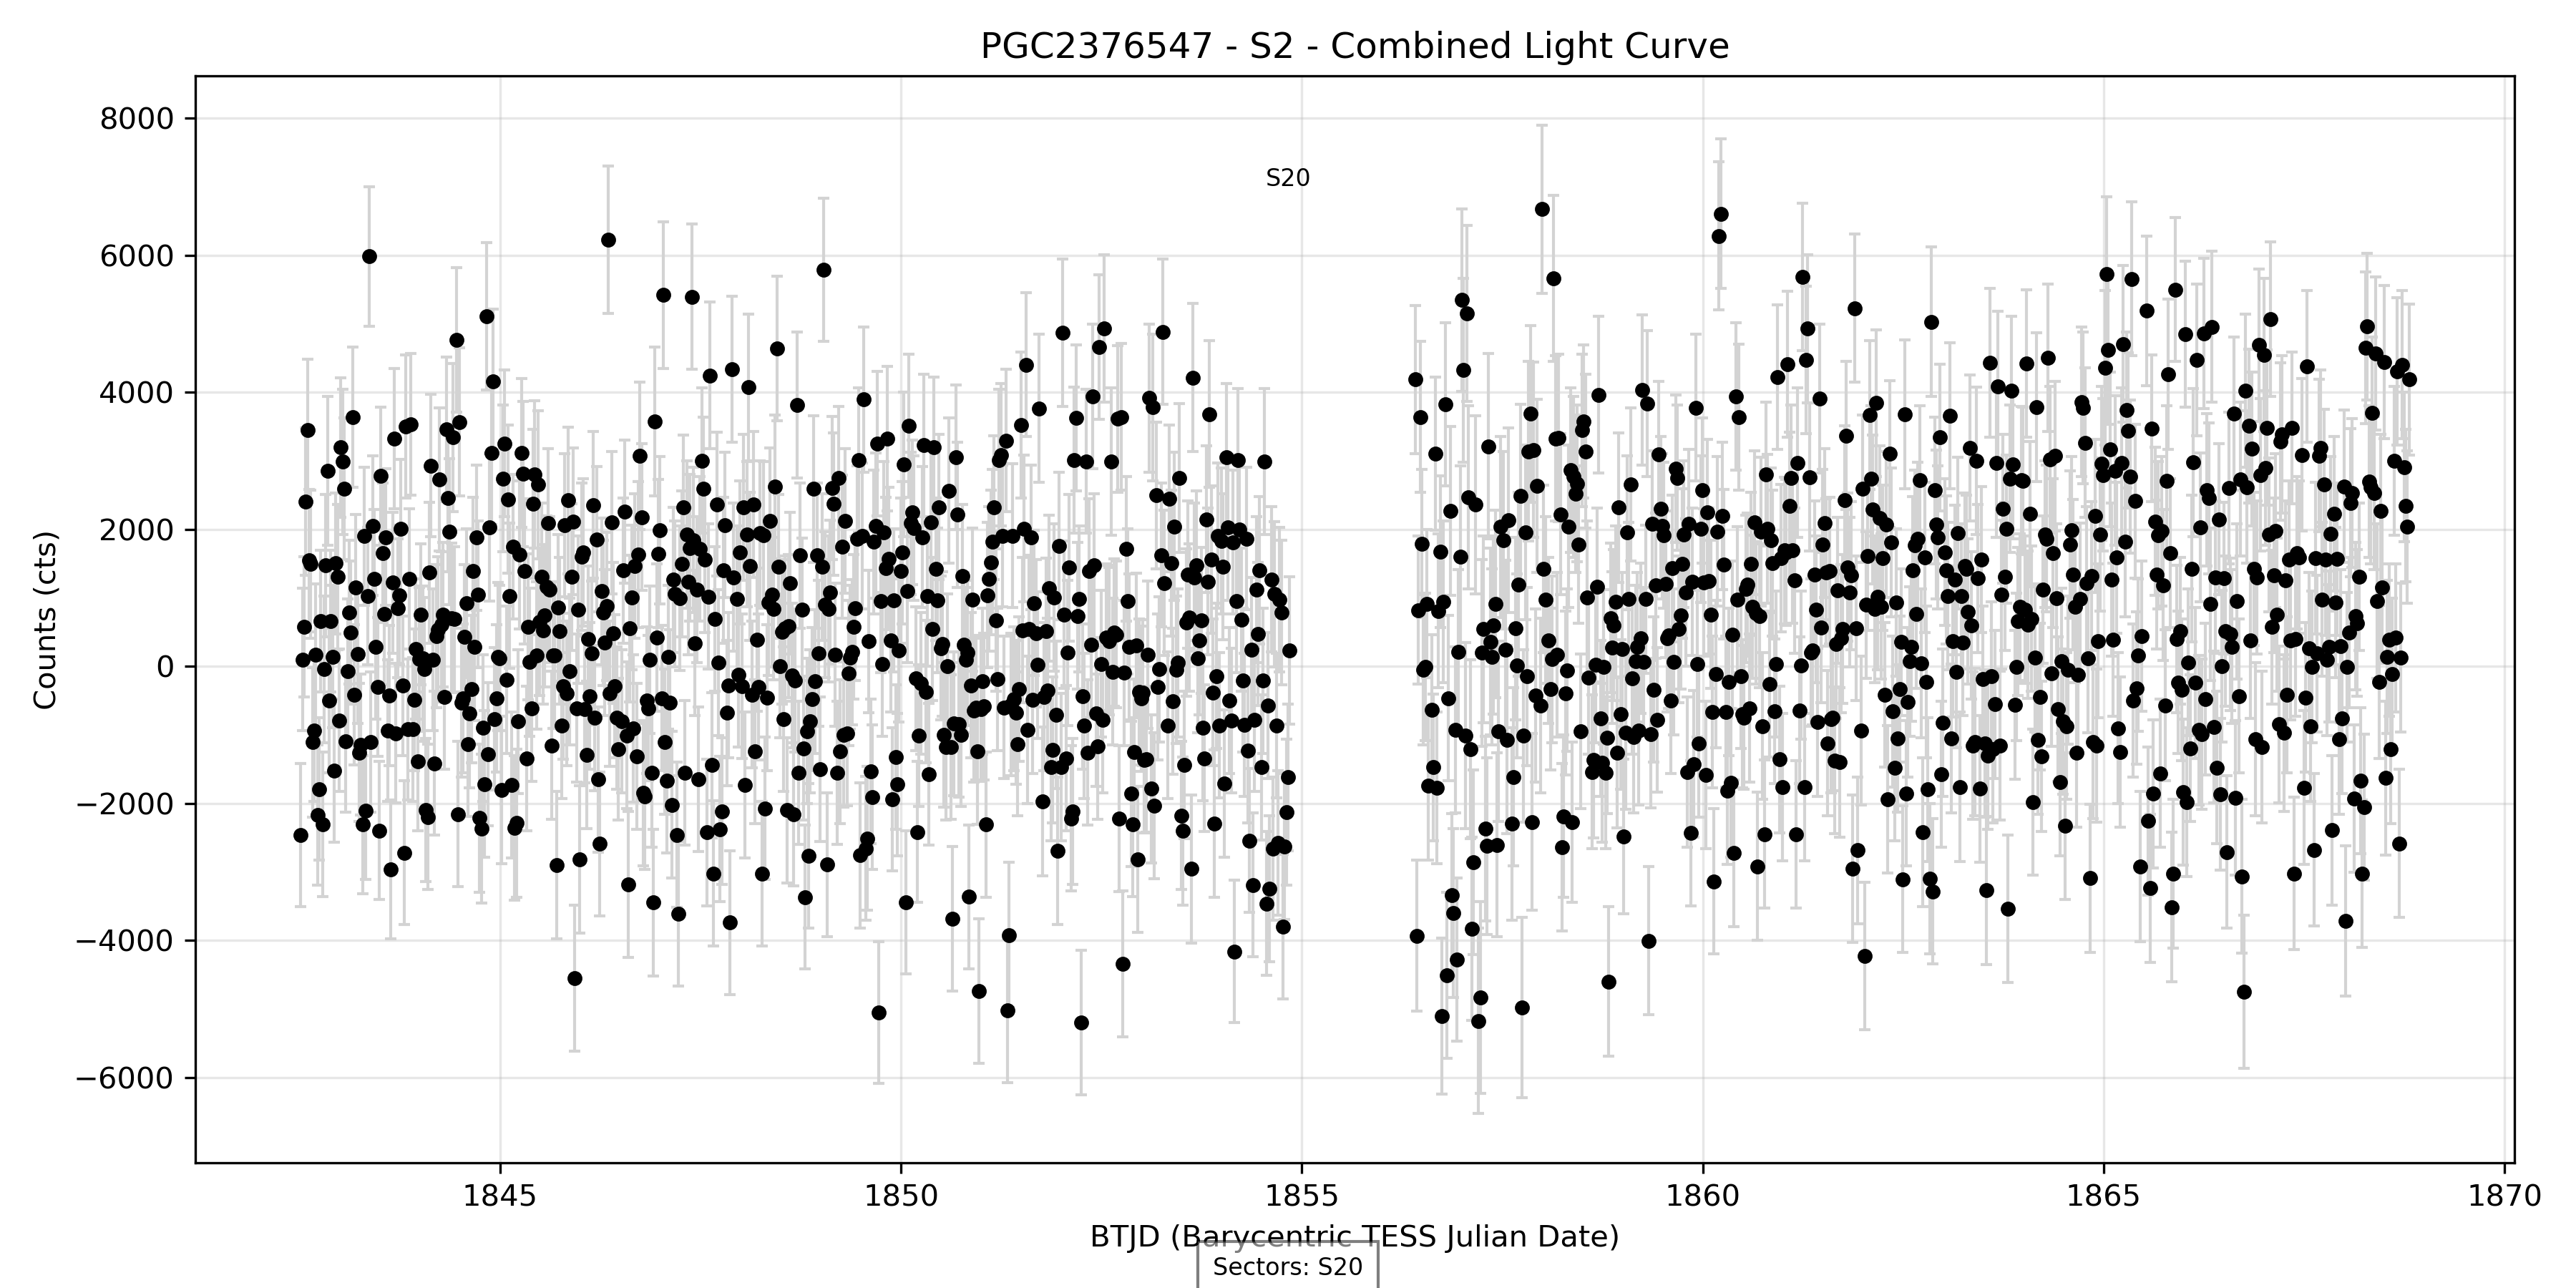 PGC2376547 - S2 - Combined Light Curve
8000
6000
4000
2000
0
−2000
−4000
−6000
Counts (cts)
S20
1845
1850
1855
1860
1865
1870
BTJD (Barycentric TESS Julian Date)
Sectors: S20